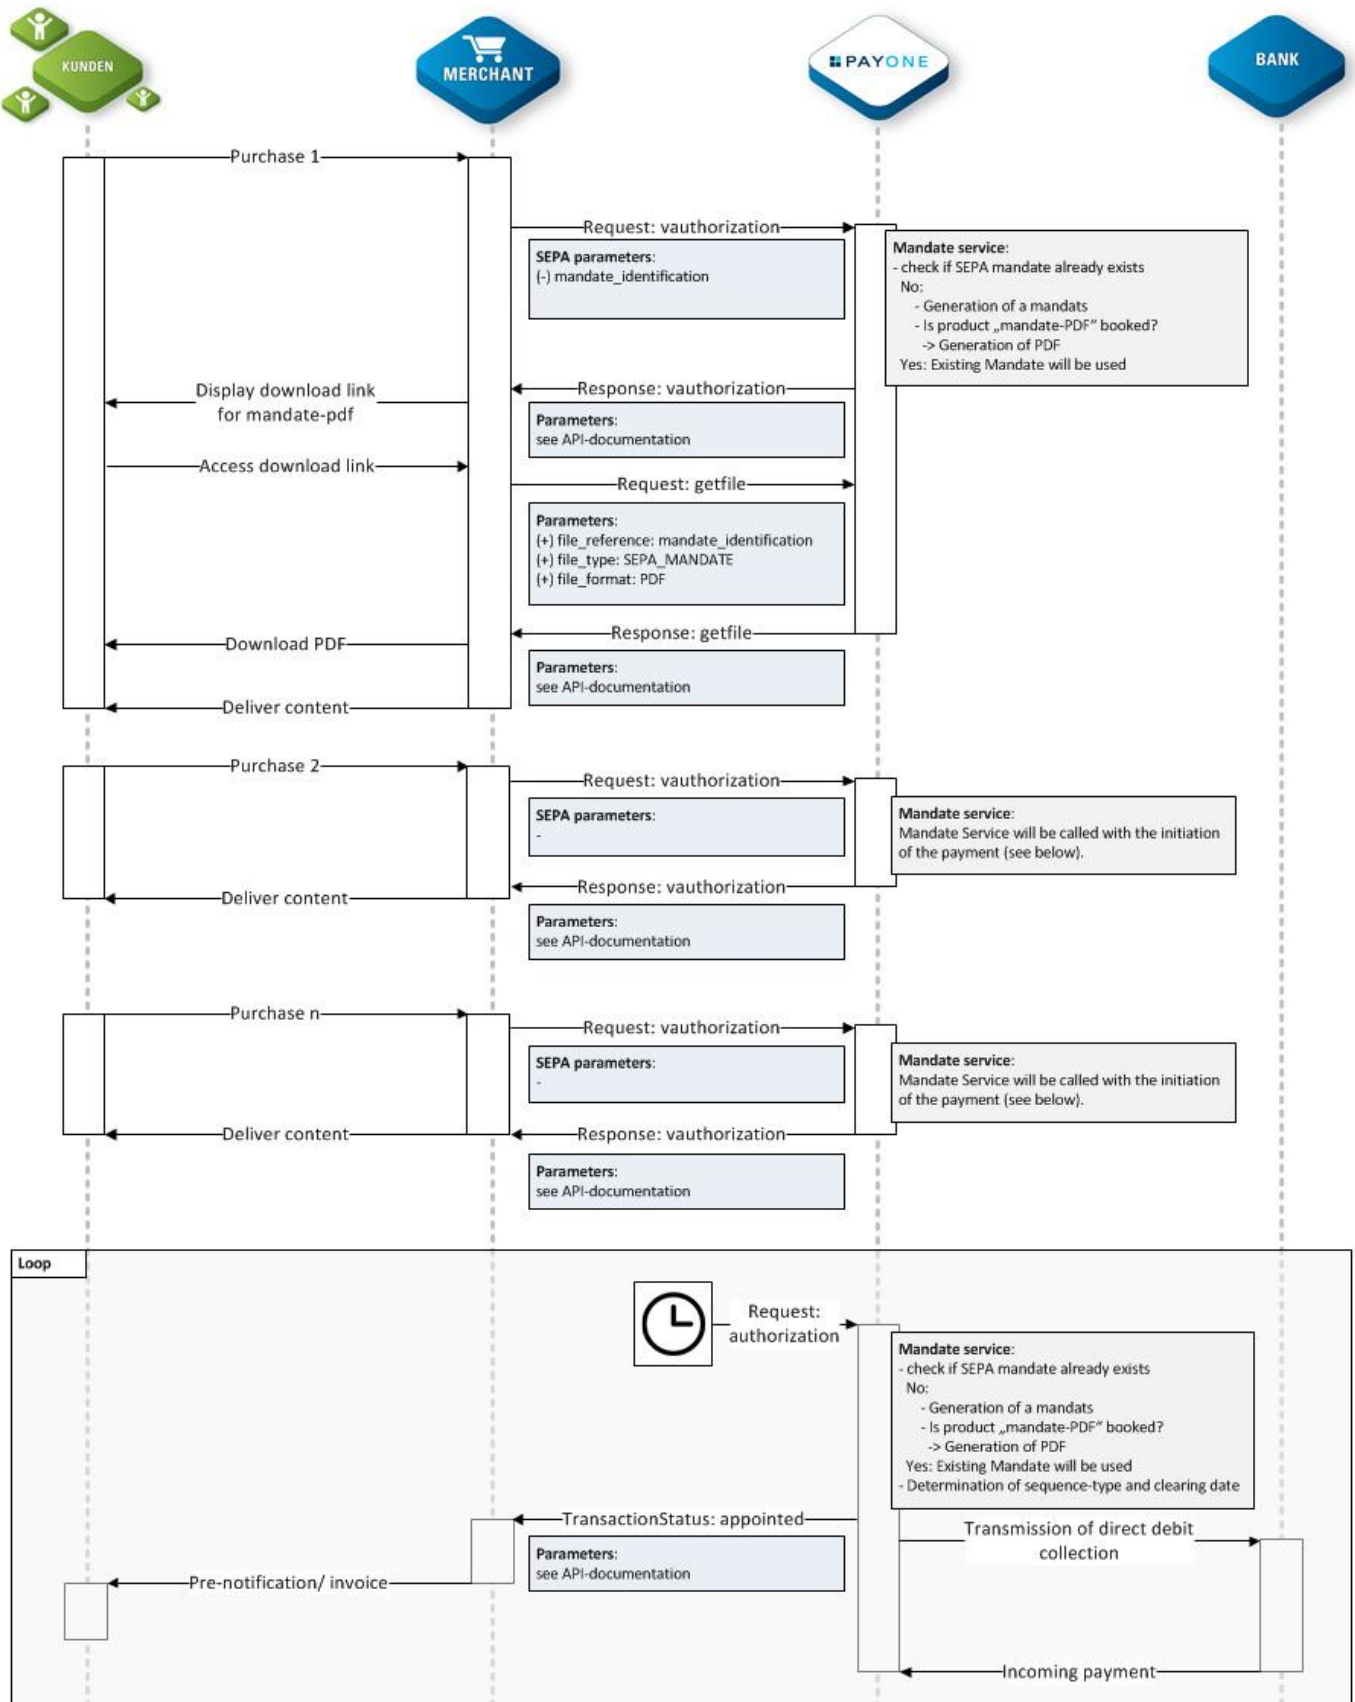 KUNDEN
MERCHANT
PAYONE
BANK
Purchase 1
Request: vauthorization
SEPA parameters:
(-) mandate_identification
Mandate service:
- check if SEPA mandate already exists
No:
- Generation of a mandats
- Is product „mandate-PDF" booked?
-> Generation of PDF
Yes: Existing Mandate will be used
Response: vauthorization
Display download link
for mandate-pdf
Parameters:
see API-documentation
Access download link
Request: getfile
Parameters:
(+) file_reference: mandate_identification
(+) file_type: SEPA_MANDATE
(+) file_format: PDF
Response: getfile
Download PDF
Parameters:
see API-documentation
Deliver content
Purchase 2
Request: vauthorization
SEPA parameters:
-
Mandate service:
Mandate Service will be called with the initiation
of the payment (see below).
Response: vauthorization
Deliver content
Parameters:
see API-documentation
Purchase n
Request: vauthorization
SEPA parameters:
-
Mandate service:
Mandate Service will be called with the initiation
of the payment (see below).
Response: vauthorization
Deliver content
Parameters:
see API-documentation
Loop
Request:
authorization
Mandate service:
- check if SEPA mandate already exists
No:
- Generation of a mandats
- Is product „mandate-PDF" booked?
-> Generation of PDF
Yes: Existing Mandate will be used
- Determination of sequence-type and clearing date
TransactionStatus: appointed
Transmission of direct debit
collection
Parameters:
see API-documentation
Pre-notification/ invoice
Incoming payment